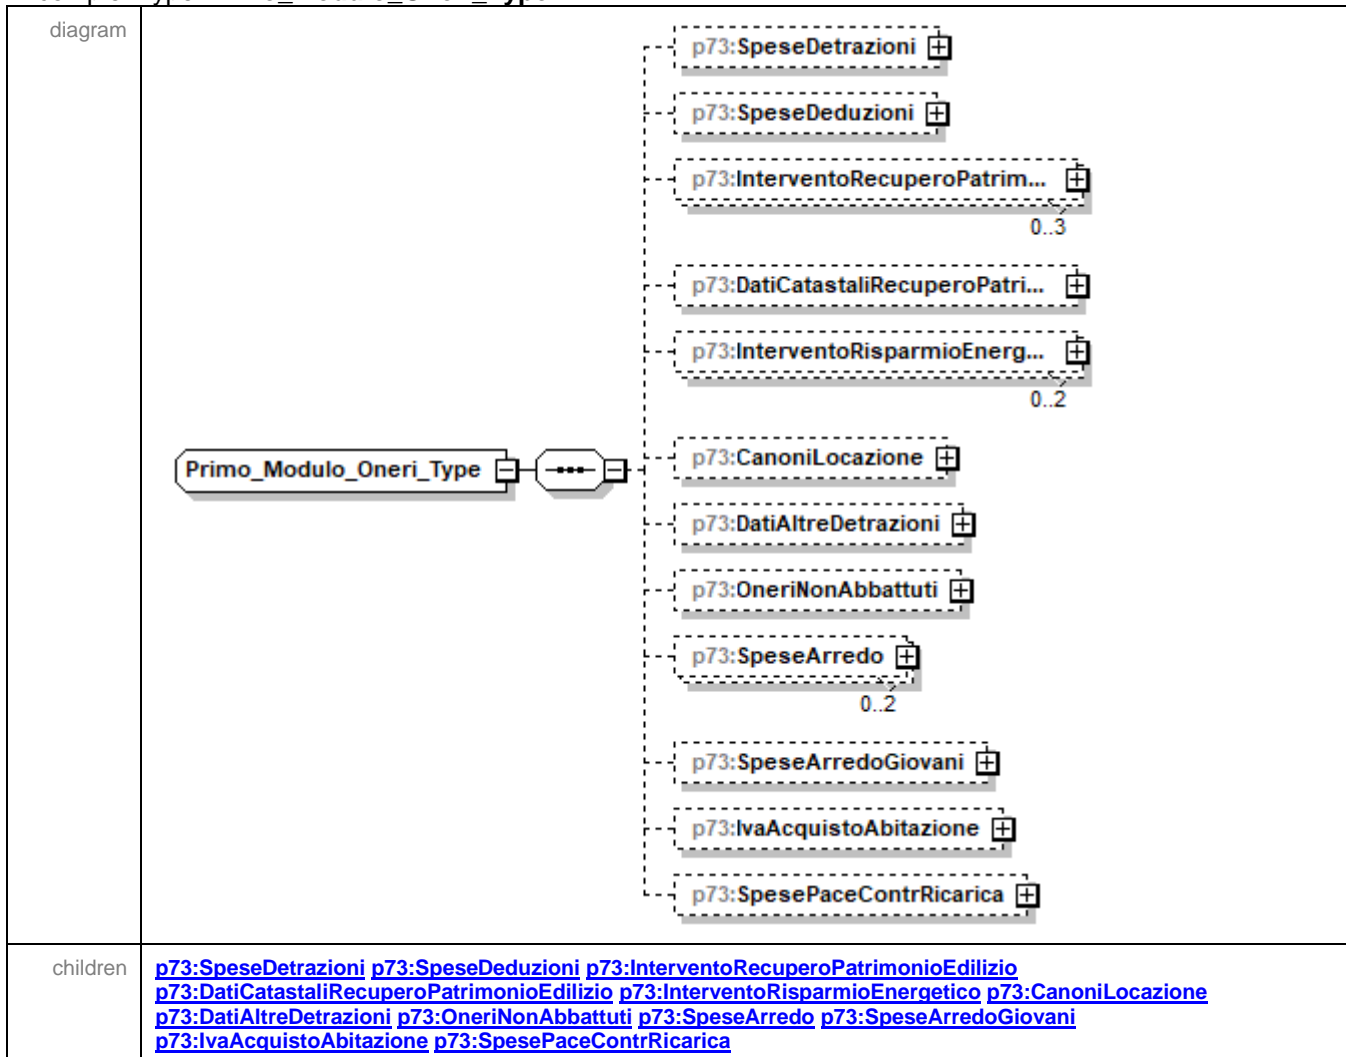 diagram
p73:SpeseDetrazioni
p73:SpeseDeduzioni
p73:InterventoRecuperoPatrim...
0..3
p73:DatiCatastaliRecuperoPatri...
p73:InterventoRisparmioEnerg...
0..2
Primo_Modulo_Oneri_Type
p73:CanoniLocazione
p73:DatiAltreDetrazioni
p73:OneriNonAbbattuti
p73:SpeseArredo
0..2
p73:SpeseArredoGiovani
p73:IvaAcquistoAbitazione
p73:SpesePaceContrRicarica
children
p73:SpeseDetrazioni p73:SpeseDeduzioni p73:InterventoRecuperoPatrimonioEdilizio
p73:DatiCatastaliRecuperoPatrimonioEdilizio p73:InterventoRisparmioEnergetico p73:CanoniLocazione
p73:DatiAltreDetrazioni p73:OneriNonAbbattuti p73:SpeseArredo p73:SpeseArredoGiovani
p73:IvaAcquistoAbitazione p73:SpesePaceContrRicarica